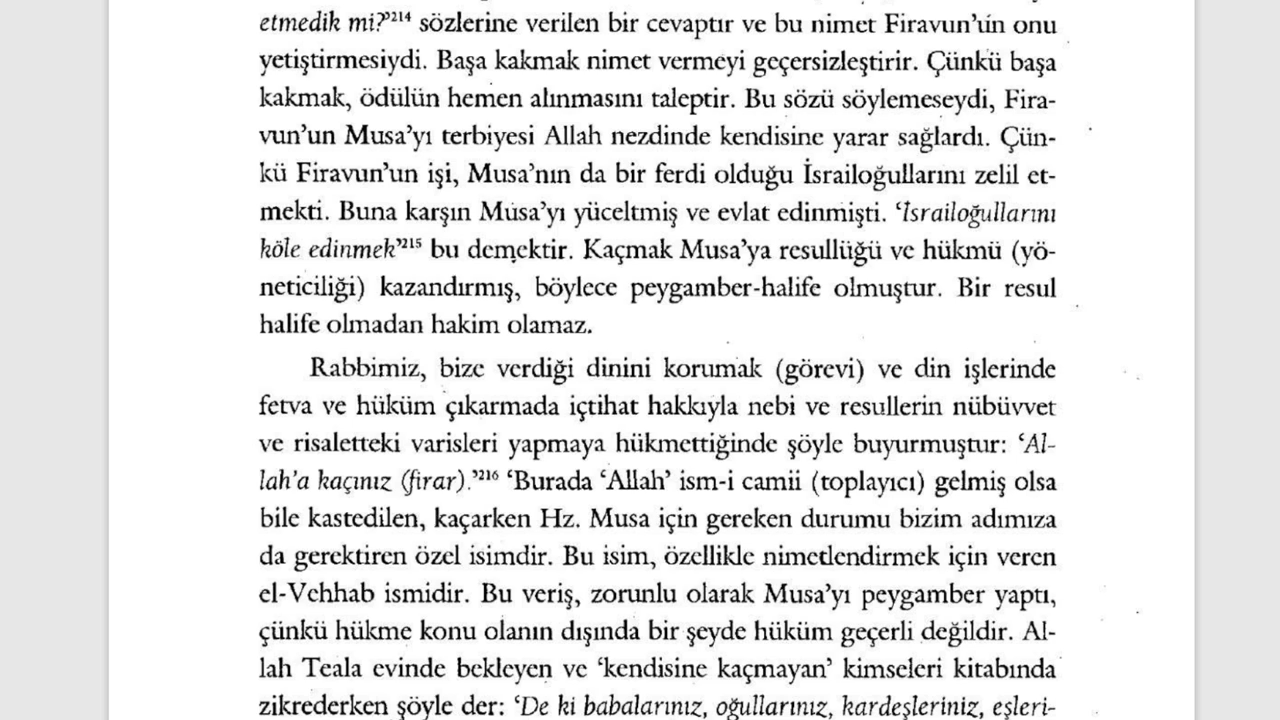 etmedik mi?’²¹⁴ sözlerine verilen bir cevaptır ve bu nimet Firavun’un onu
yetiştirmesiydi. Başa kakmak nimet vermeyi geçersizleştirir. Çünkü başa
kakmak, ödülün hemen alınmasını taleptir. Bu sözü söylemeseydi, Fira-
vun’un Musa’yı terbiyesi Allah nezdinde kendisine yarar sağlardı. Çün-
kü Firavun’un işi, Musa’nın da bir ferdi olduğu İsrailoğullarını zelil et-
mekti. Buna karşın Musa’yı yüceltmiş ve evlat edinmişti. ‘İsrailoğullarını
köle edinmek’²¹⁵ bu demektir. Kaçmak Musa’ya resullüğü ve hükmü (yö-
neticiliği) kazandırmış, böylece peygamber-halife olmuştur. Bir resul
halife olmadan hakim olamaz.
Rabbimiz, bize verdiği dinini korumak (görevi) ve din işlerinde
fetva ve hüküm çıkarmada içtihat hakkıyla nebi ve resullerin nübüvvet
ve risaletteki varisleri yapmaya hükmettiğinde şöyle buyurmuştur: ‘Al-
lah’a kaçınız (firar).’²¹⁶ ‘Burada ‘Allah’ ism-i camii (toplayıcı) gelmiş olsa
bile kastedilen, kaçarken Hz. Musa için gereken durumu bizim adımıza
da gerektiren özel isimdir. Bu isim, özellikle nimetlendirmek için veren
el-Vehhab ismidir. Bu veriş, zorunlu olarak Musa’yı peygamber yaptı,
çünkü hükme konu olanın dışında bir şeyde hüküm geçerli değildir. Al-
lah Teala evinde bekleyen ve ‘kendisine kaçmayan’ kimseleri kitabında
zikrederken şöyle der: ‘De ki babalarınız, oğullarınız, kardeşleriniz, eşleri-